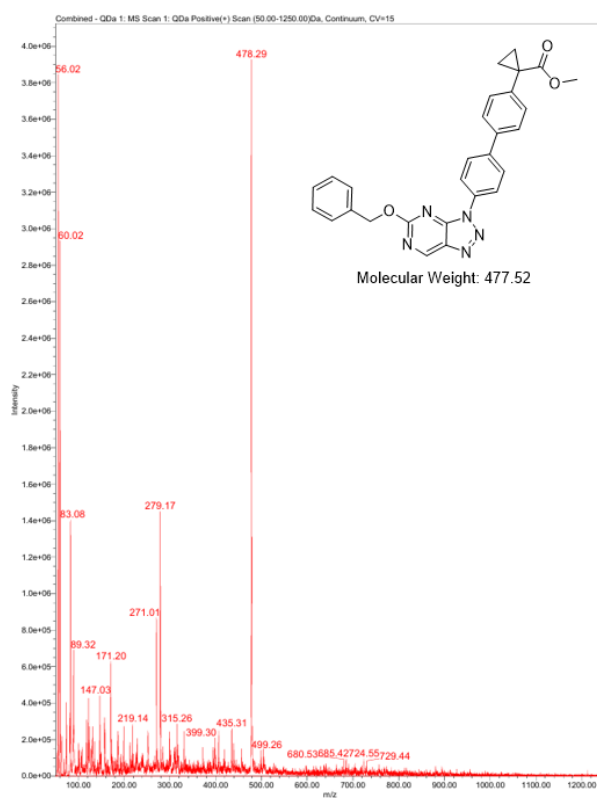 Combined - QDa 1: MS Scan 1: QDa Positive(+) Scan (50.00-1250.00)Da, Continuum, CV=15
4.0e+06
56.02
478.29
3.8e+06
3.6e+06
3.4e+06
3.2e+06
3.0e+06
60.02
2.8e+06
2.6e+06
2.4e+06
2.2e+06
2.0e+06
1.8e+06
1.6e+06
1.4e+06
1.2e+06
1.0e+06
8.0e+05
6.0e+05
4.0e+05
2.0e+05
0.0e+00
Intensity
83.08
279.17
271.01
89.32
171.20
147.03
219.14
315.26
399.30
435.31
499.26
680.53
685.42
724.55
729.44
100.00
200.00
300.00
400.00
500.00
600.00
700.00
800.00
900.00
1000.00
1100.00
1200.00
m/z
O
O
O
N
N
N
N
N
Molecular Weight: 477.52